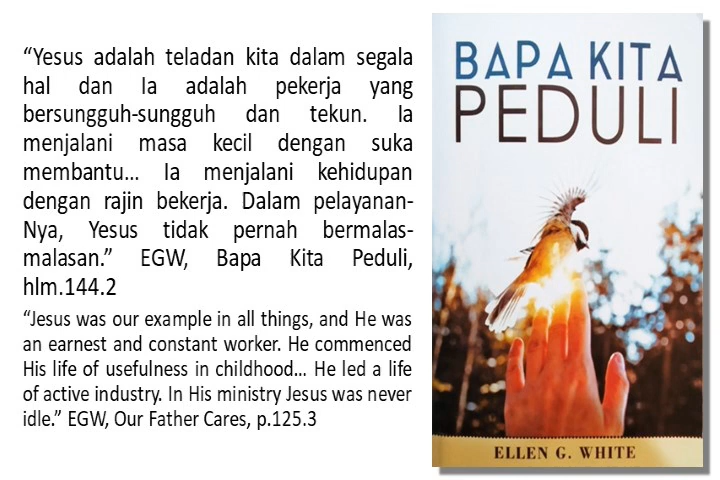 “Yesus adalah teladan kita dalam segala
hal dan Ia adalah pekerja yang
bersungguh-sungguh dan tekun. Ia
menjalani masa kecil dengan suka
membantu... Ia menjalani kehidupan
dengan rajin bekerja. Dalam pelayanan-
Nya, Yesus tidak pernah bermalas-
malasan.” EGW, Bapa Kita Peduli,
hlm.144.2
“Jesus was our example in all things, and He was
an earnest and constant worker. He commenced
His life of usefulness in childhood... He led a life
of active industry. In His ministry Jesus was never
idle.” EGW, Our Father Cares, p.125.3
BAPA KITA
PEDULI
ELLEN G. WHITE